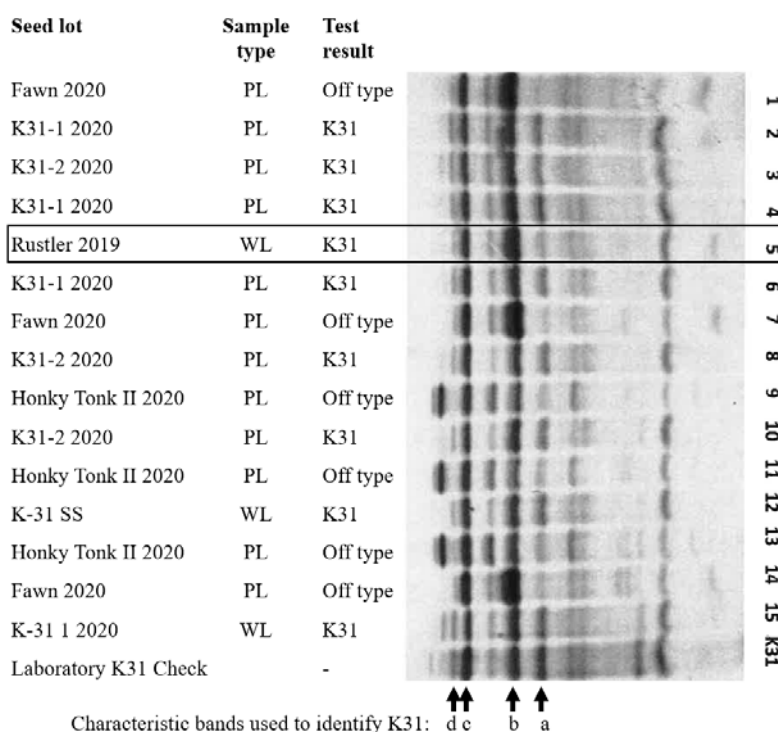 Seed lot Sample type Test result
Fawn 2020 PL Off type 1
K31-1 2020 PL K31 2
K31-2 2020 PL K31 3
K31-1 2020 PL K31 4
Rustler 2019 WL K31 5
K31-1 2020 PL K31 6
Fawn 2020 PL Off type 7
K31-2 2020 PL K31 8
Honky Tonk II 2020 PL Off type 9
K31-2 2020 PL K31 10
Honky Tonk II 2020 PL Off type 11
K-31 SS WL K31 12
Honky Tonk II 2020 PL Off type 13
Fawn 2020 PL Off type 14
K-31 1 2020 WL K31 15
Laboratory K31 Check - K31
Characteristic bands used to identify K31: d c b a